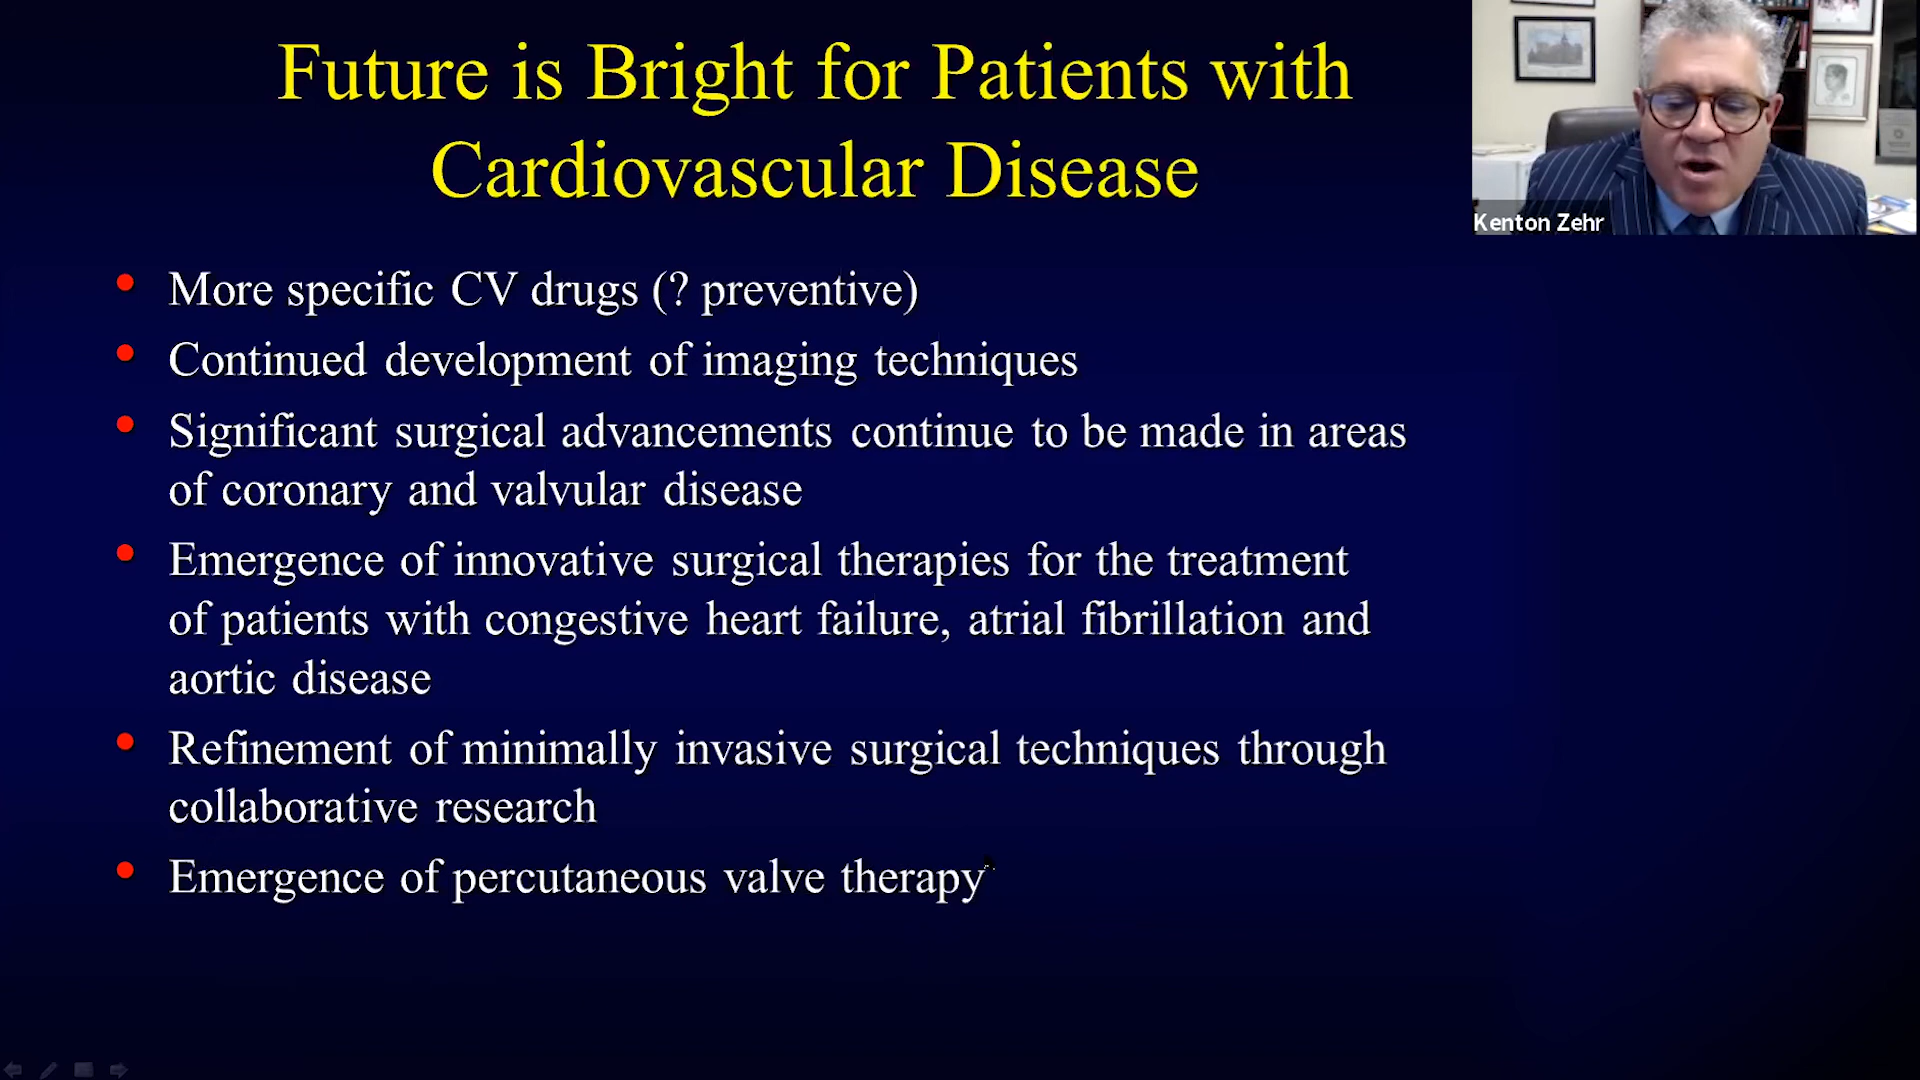 Future is Bright for Patients with
Cardiovascular Disease
Kenton Zehr
• More specific CV drugs (? preventive)
• Continued development of imaging techniques
• Significant surgical advancements continue to be made in areas
of coronary and valvular disease
• Emergence of innovative surgical therapies for the treatment
of patients with congestive heart failure, atrial fibrillation and
aortic disease
• Refinement of minimally invasive surgical techniques through
collaborative research
• Emergence of percutaneous valve therapy